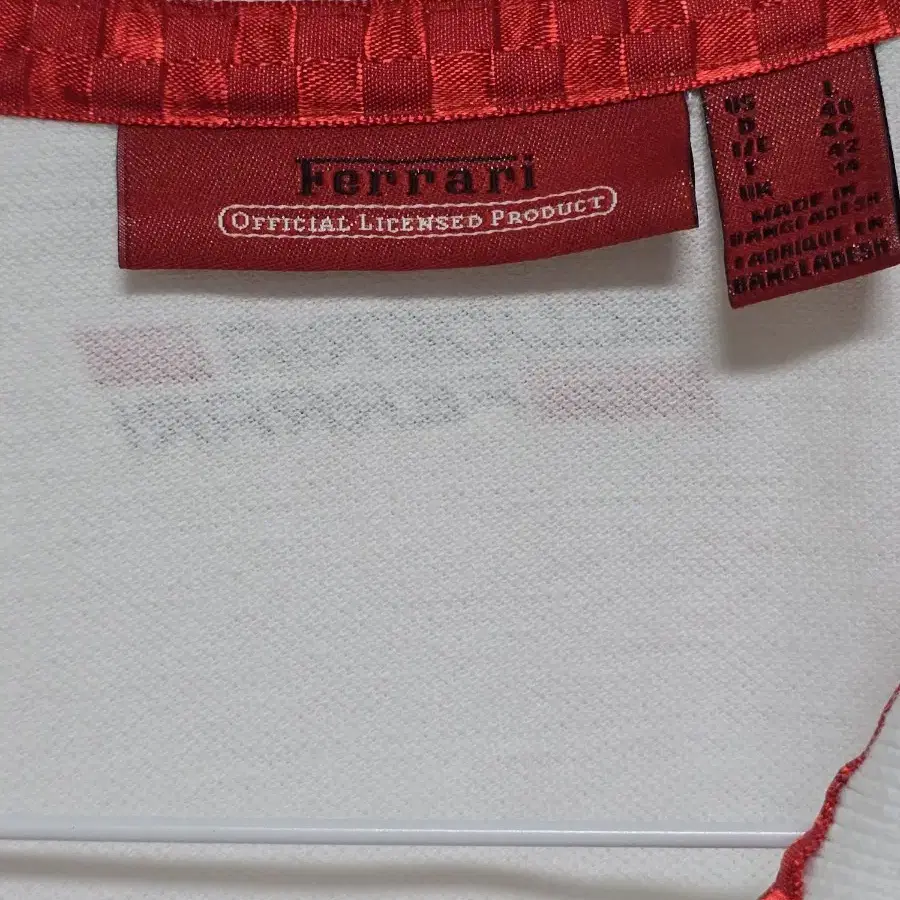 Ferrari
OFFICIAL LICENSED PRODUCT
US L
D 40
I/E 44
F 42
UK 14
MADE IN
BANGLADESH
FABRIQUE EN
BANGLADESH